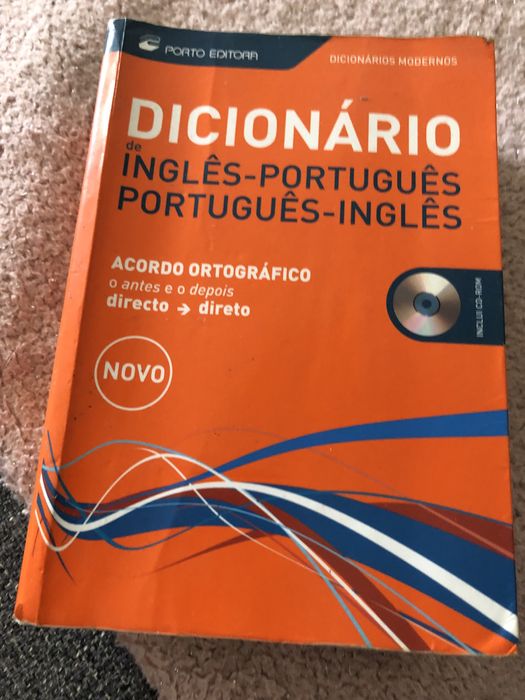 PORTO EDITORA
DICIONÁRIOS MODERNOS
DICIONÁRIO
de
INGLÊS-PORTUGUÊS
PORTUGUÊS-INGLÊS
ACORDO ORTOGRÁFICO
o antes e o depois
directo → direto
INCLUI CD-ROM
NOVO